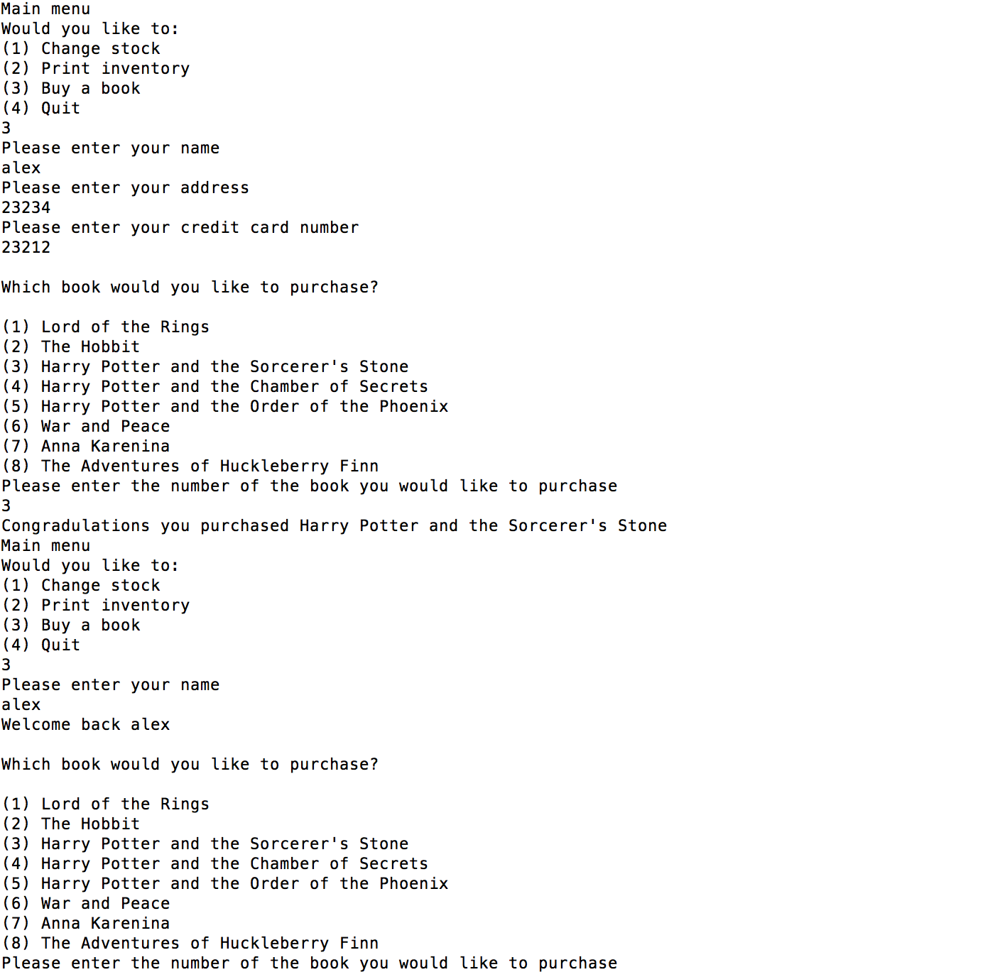 Main menu
Would you like to:
(1) Change stock
(2) Print inventory
(3) Buy a book
(4) Quit
3
Please enter your name
alex
Please enter your address
23234
Please enter your credit card number
23212
Which book would you like to purchase?
(1) Lord of the Rings
(2) The Hobbit
(3) Harry Potter and the Sorcerer's Stone
(4) Harry Potter and the Chamber of Secrets
(5) Harry Potter and the Order of the Phoenix
(6) War and Peace
(7) Anna Karenina
(8) The Adventures of Huckleberry Finn
Please enter the number of the book you would like to purchase
3
Congradulations you purchased Harry Potter and the Sorcerer's Stone
Main menu
Would you like to:
(1) Change stock
(2) Print inventory
(3) Buy a book
(4) Quit
3
Please enter your name
alex
Welcome back alex
Which book would you like to purchase?
(1) Lord of the Rings
(2) The Hobbit
(3) Harry Potter and the Sorcerer's Stone
(4) Harry Potter and the Chamber of Secrets
(5) Harry Potter and the Order of the Phoenix
(6) War and Peace
(7) Anna Karenina
(8) The Adventures of Huckleberry Finn
Please enter the number of the book you would like to purchase